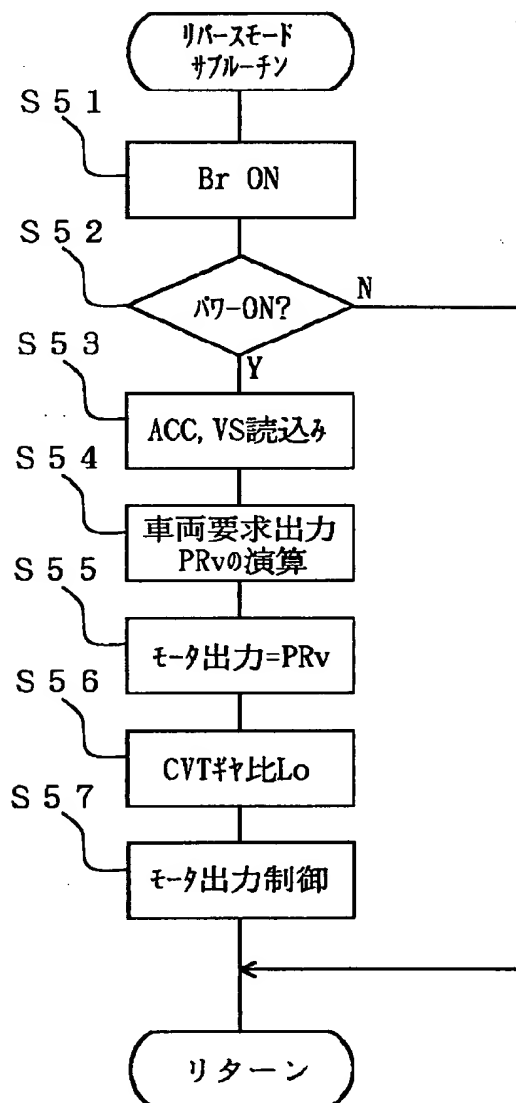 リバースモード
サブルーチン
S51
Br ON
S52
パワーON?
N
Y
S53
ACC, VS読込み
S54
車両要求出力
PRvの演算
S55
モータ出力=PRv
S56
CVTギヤ比Lo
S57
モータ出力制御
リターン